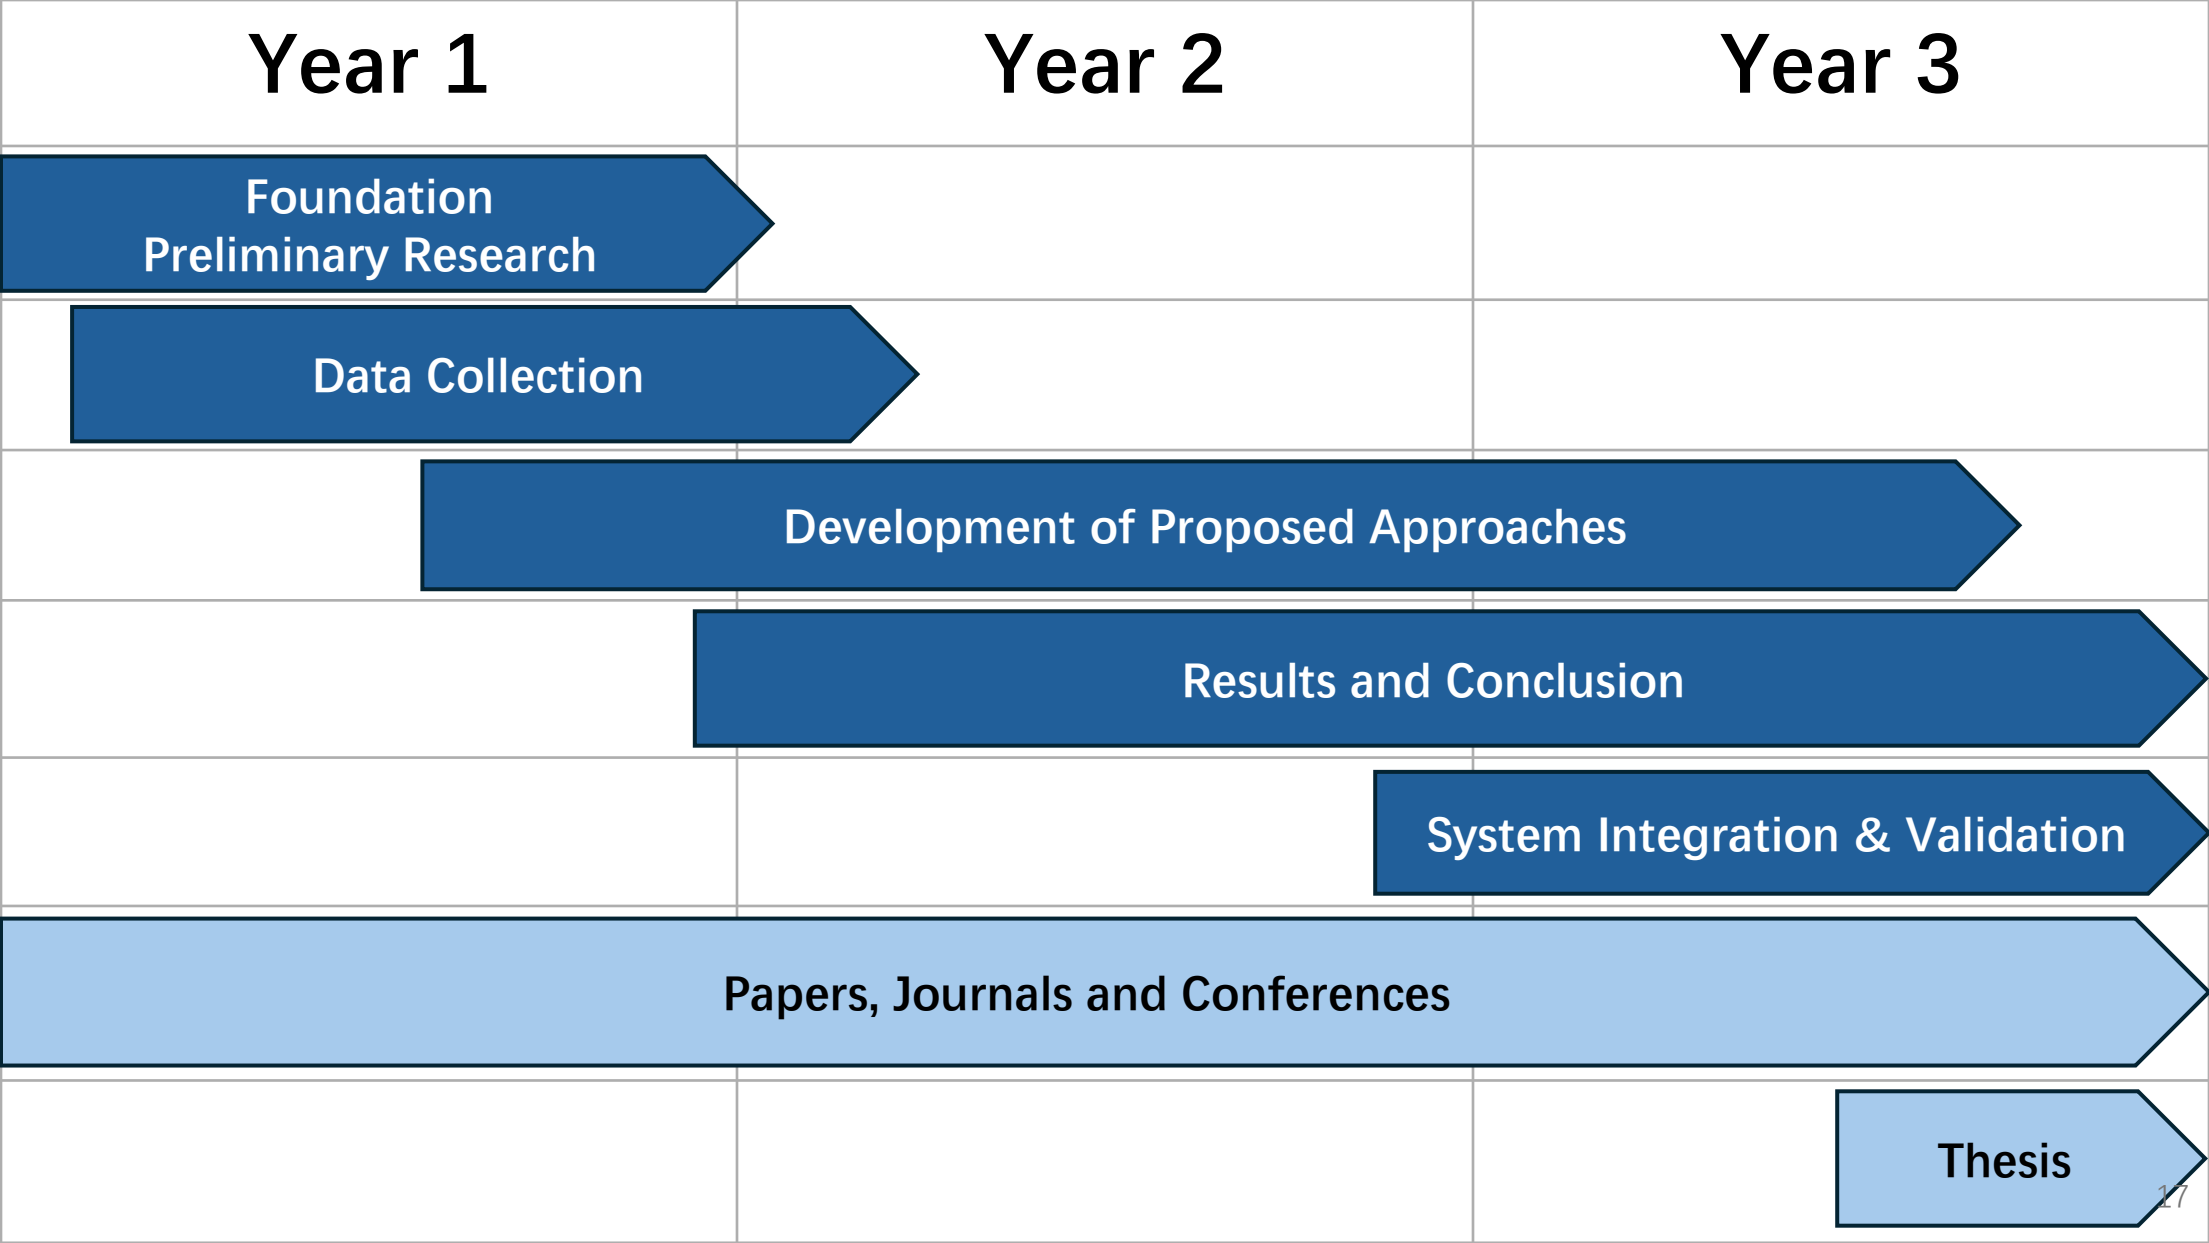 Year 1
Year 2
Year 3
Foundation
Preliminary Research
Data Collection
Development of Proposed Approaches
Results and Conclusion
System Integration & Validation
Papers, Journals and Conferences
Thesis
17